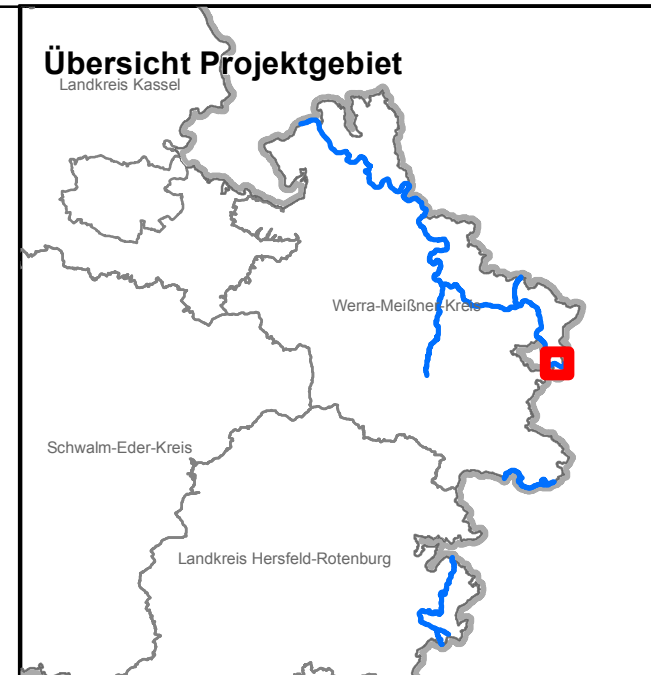 Übersicht Projektgebiet
Landkreis Kassel
Werra-Meißner-Kreis
Schwalm-Eder-Kreis
Landkreis Hersfeld-Rotenburg